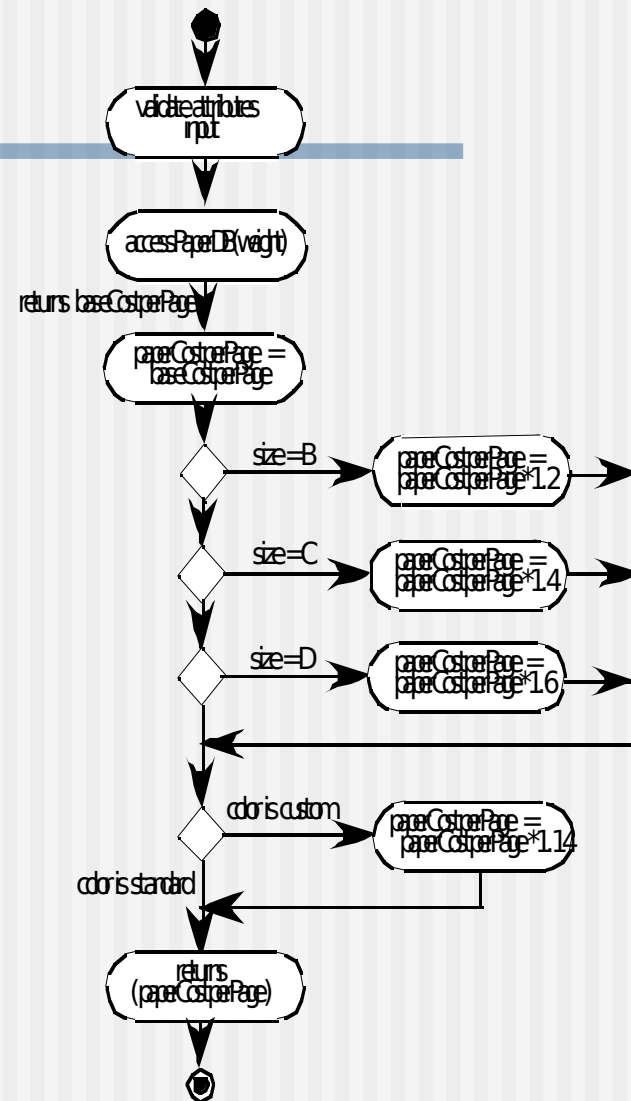 validate attributes
input
accessPaperDB(weight)
returns baseCostperPage
paperCostperPage =
baseCostperPage
size=B
paperCostperPage =
paperCostperPage*1.2
size=C
paperCostperPage =
paperCostperPage*1.4
size=D
paperCostperPage =
paperCostperPage*1.6
color is custom
paperCostperPage =
paperCostperPage*1.14
color is standard
returns
(paperCostperPage)